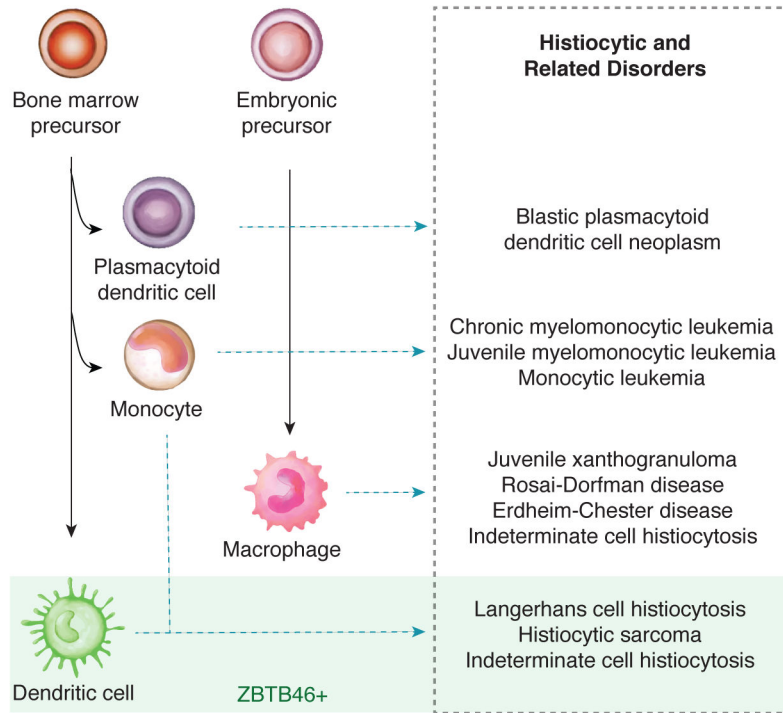 Bone marrow
precursor
Embryonic
precursor
Histiocytic and
Related Disorders
Plasmacytoid
dendritic cell
Blastic plasmacytoid
dendritic cell neoplasm
Monocyte
Chronic myelomonocytic leukemia
Juvenile myelomonocytic leukemia
Monocytic leukemia
Macrophage
Juvenile xanthogranuloma
Rosai-Dorfman disease
Erdheim-Chester disease
Indeterminate cell histiocytosis
Dendritic cell
ZBTB46+
Langerhans cell histiocytosis
Histiocytic sarcoma
Indeterminate cell histiocytosis